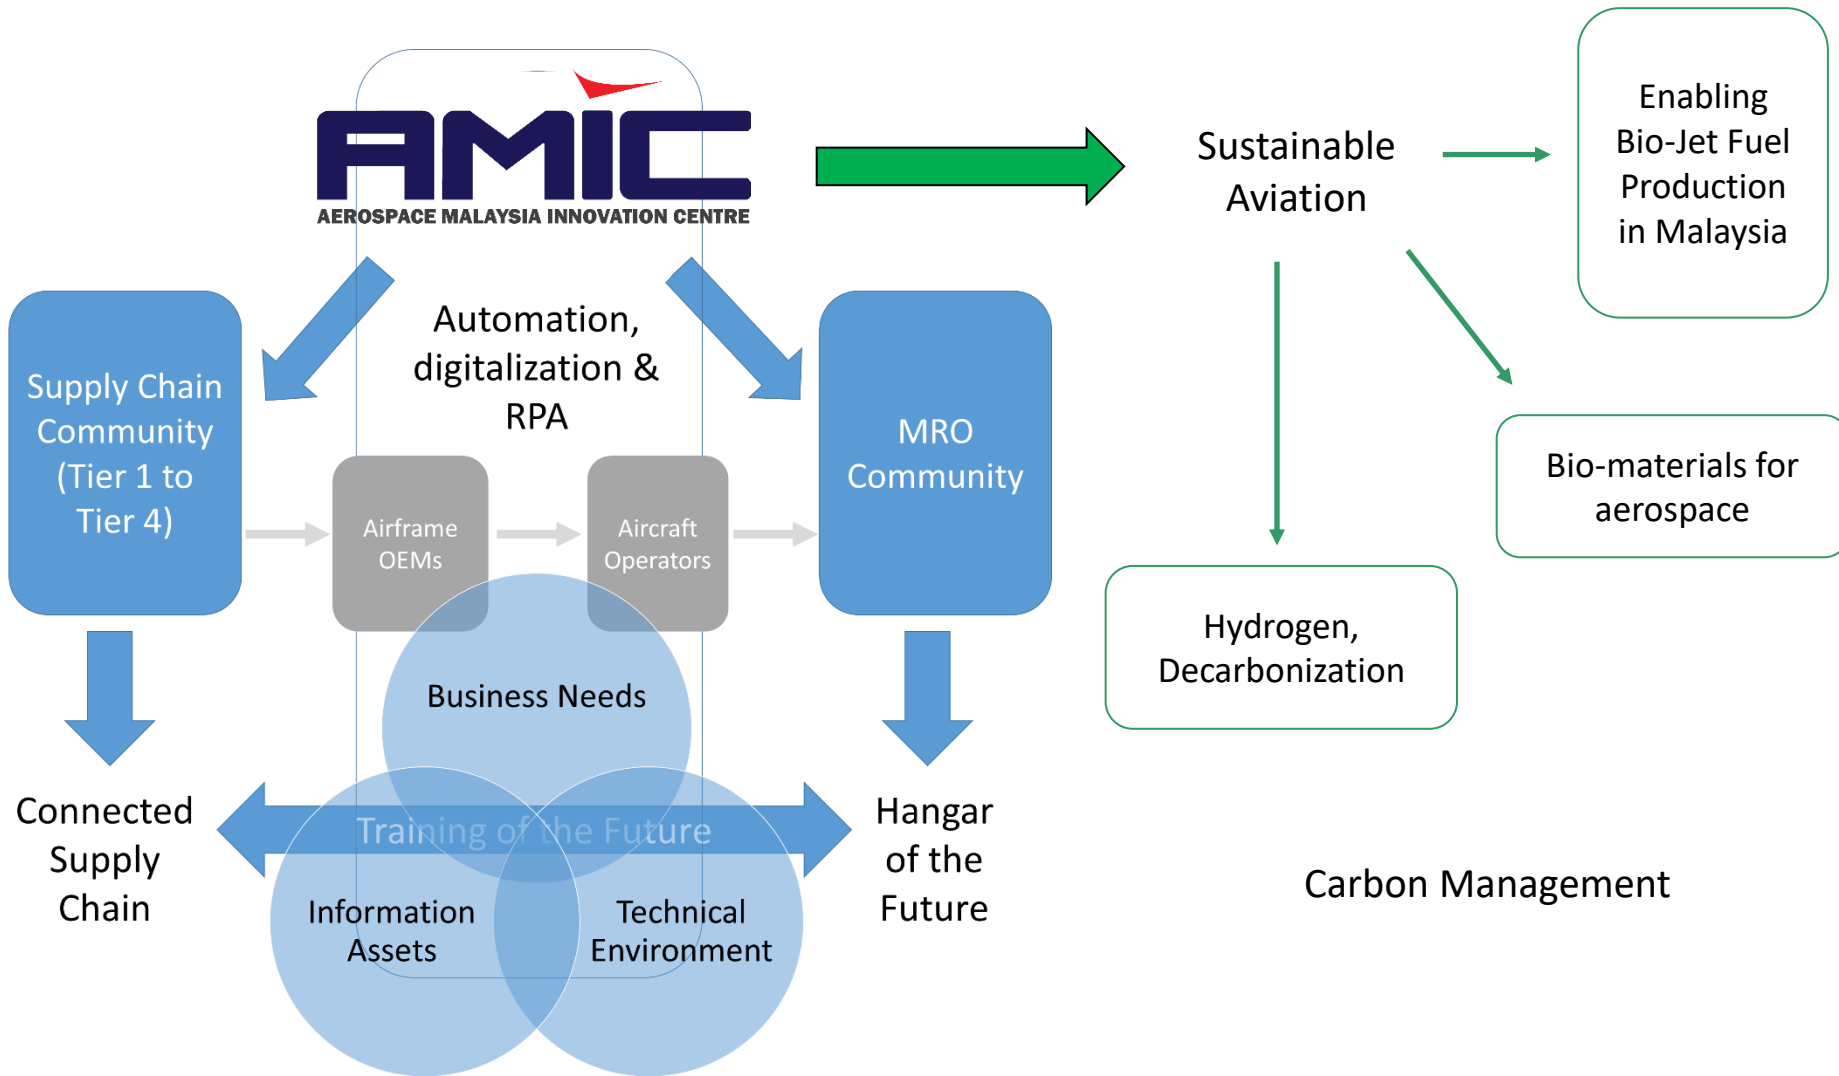 AMIC
AEROSPACE MALAYSIA INNOVATION CENTRE
Automation,
digitalization &
RPA
Supply Chain
Community
(Tier 1 to
Tier 4)
Airframe
OEMs
Aircraft
Operators
MRO
Community
Business Needs
Training of the Future
Information
Assets
Technical
Environment
Connected
Supply
Chain
Hangar
of the
Future
Sustainable
Aviation
Enabling
Bio-Jet Fuel
Production
in Malaysia
Bio-materials for
aerospace
Hydrogen,
Decarbonization
Carbon Management